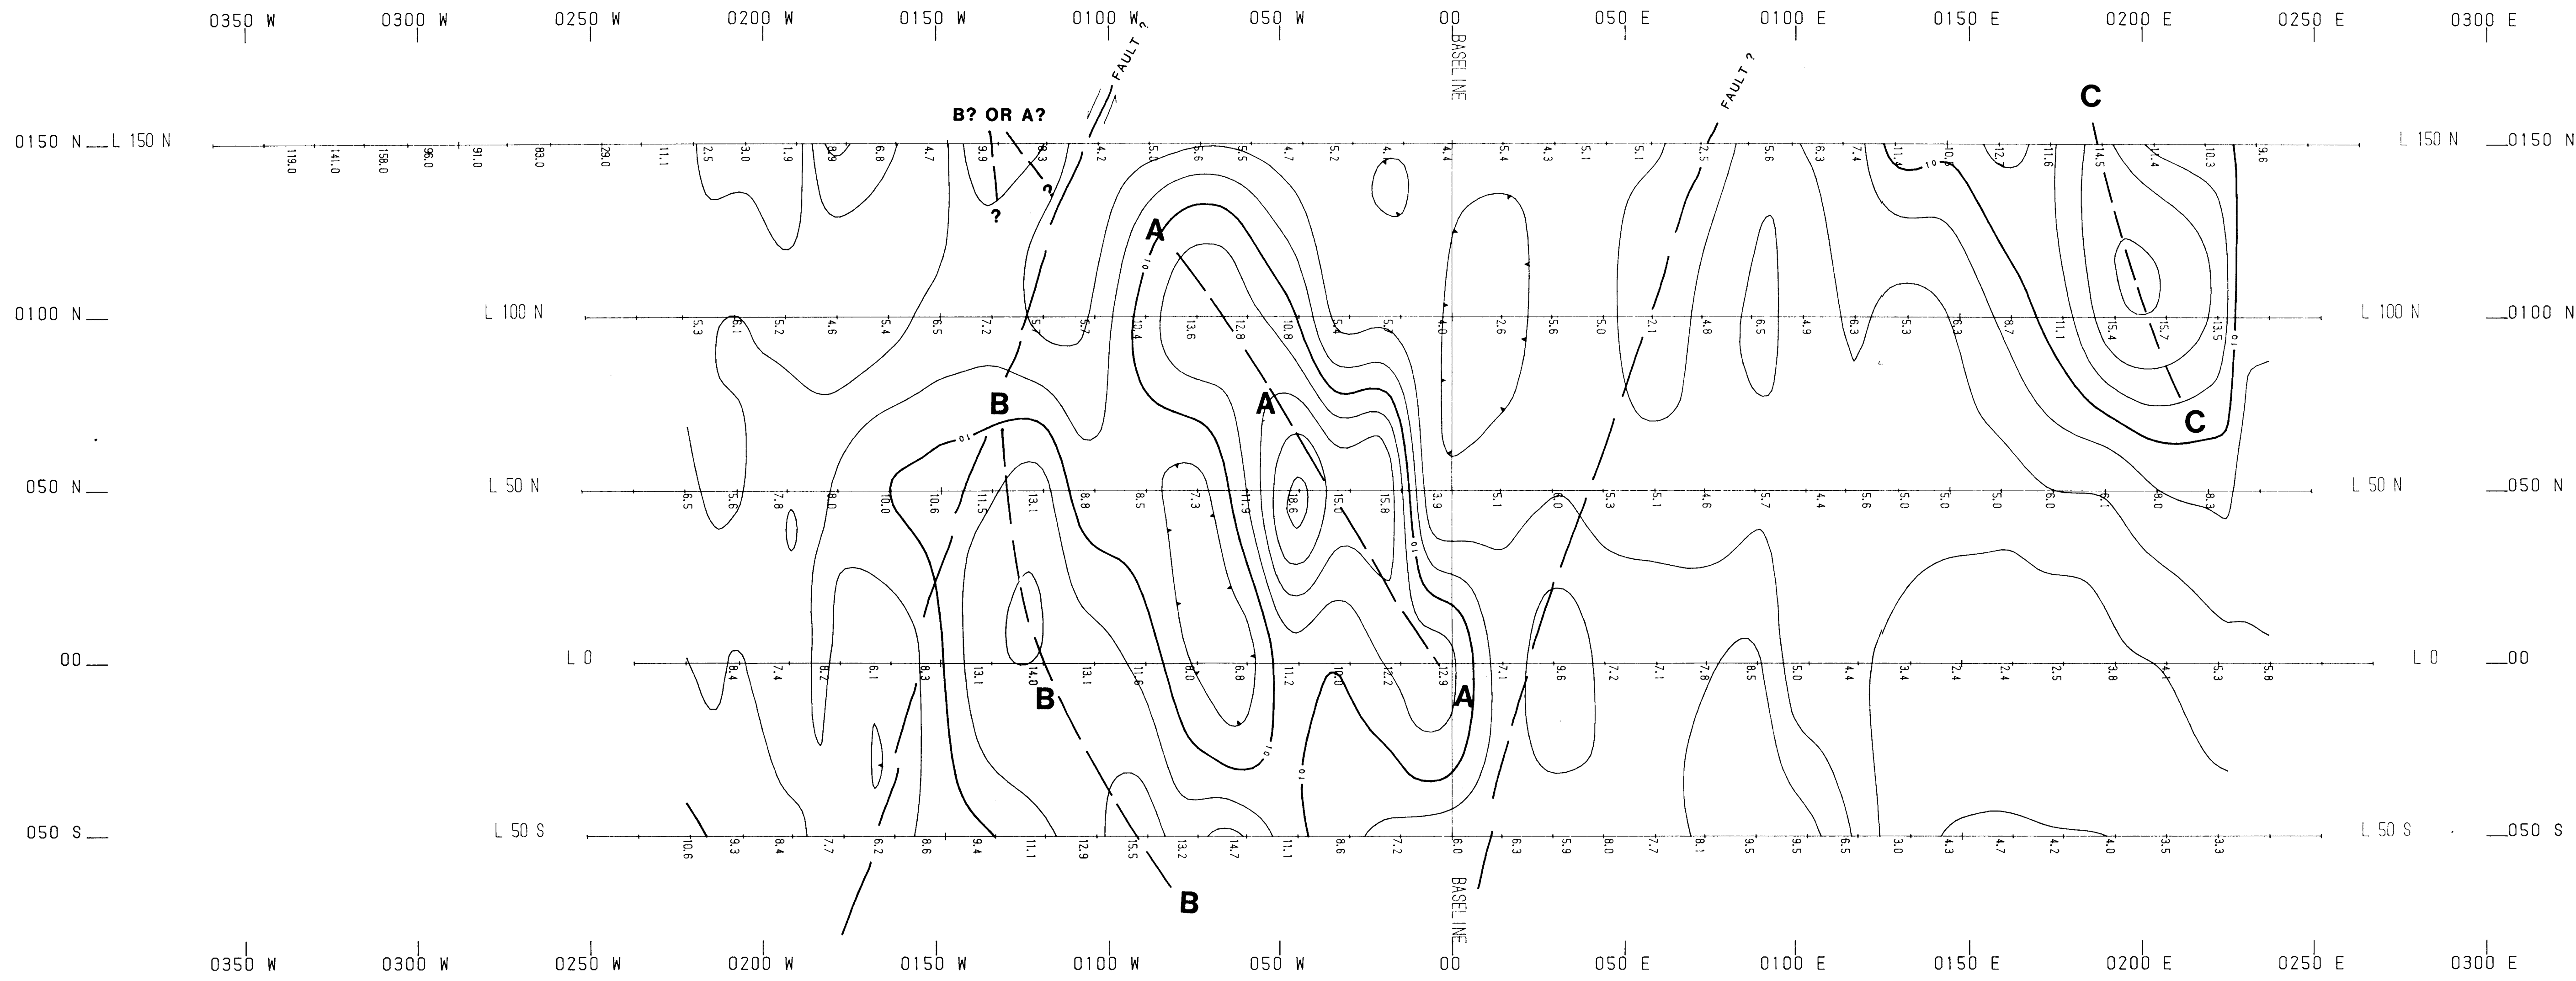 0350 W 0300 W 0250 W 0200 W 0150 W 0100 W 050 W 00 050 E 0100 E 0150 E 0200 E 0250 E 0300 E
FAULT ?
BASELINE
FAULT ?
C
B? OR A?
0150 N L 150 N L 150 N 0150 N
119.0 141.0 158.0 96.0 91.0 83.0 29.0 11.1 2.5 3.0 1.9 8.9 6.8 4.7 9.9 8.3 4.2 5.0 5.6 5.5 4.7 5.2 4.4 5.4 4.3 5.1 5.1 2.5 5.6 6.3 7.4 11.4 10 12.7 11.6 14.5 11.4 10.3 9.6
?
?
A
10
0100 N L 100 N L 100 N 0100 N
5.3 6.1 5.2 4.6 5.4 6.5 7.2 5.7 5.7 10.4 13.6 12.8 10.8 5.4 5.7 4.0 2.6 5.6 5.0 2.1 4.8 6.5 4.9 6.3 5.3 6.3 8.7 11.1 15.4 15.7 13.5 10
B A C
10
050 N L 50 N L 50 N 050 N
6.5 5.6 7.8 8.0 10.0 10.6 11.5 13.1 8.8 8.5 7.3 11.9 18.6 15.0 15.8 3.9 5.1 6.0 5.3 4.6 5.7 4.4 5.0 5.0 6.0 6.1 8.0 8.3
10
00 L 0 L 0 00
8.4 7.4 8.2 6.1 8.3 13.1 14.0 13.1 11.6 8.0 6.8 11.2 10.0 12.2 12.9 7.1 9.6 7.2 7.1 7.8 8.5 5.0 4.4 3.4 2.4 2.4 2.8 3.8 4.1 5.3 5.8
B A
10
10
050 S L 50 S L 50 S 050 S
10.6 9.3 8.4 7.7 6.2 8.6 9.4 11.1 12.9 15.5 13.2 14.7 11.1 8.6 7.2 6.0 6.3 5.9 8.0 7.7 8.1 9.5 9.5 6.5 3.0 4.3 4.7 4.2 4.0 3.5 3.3
B
BASELINE
0350 W 0300 W 0250 W 0200 W 0150 W 0100 W 050 W 00 050 E 0100 E 0150 E 0200 E 0250 E 0300 E